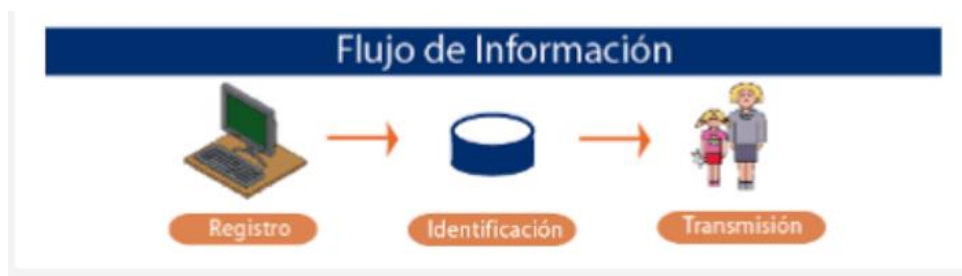 Flujo de Información
Registro
Identificación
Transmisión